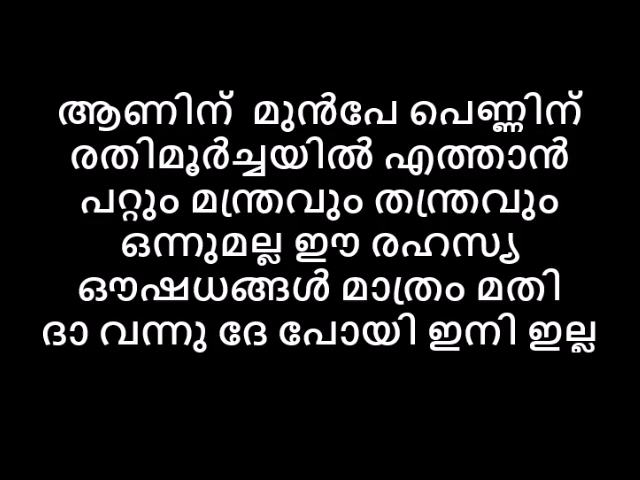 ആണിന് മുൻപേ പെണ്ണിന്
രതിമൂർച്ചയിൽ എത്താൻ
പറ്റും മന്ത്രവും തന്ത്രവും
ഒന്നുമല്ല ഈ രഹസ്യ
ഔഷധങ്ങൾ മാത്രം മതി
ദാ വന്നു ദേ പോയി ഇനി ഇല്ല